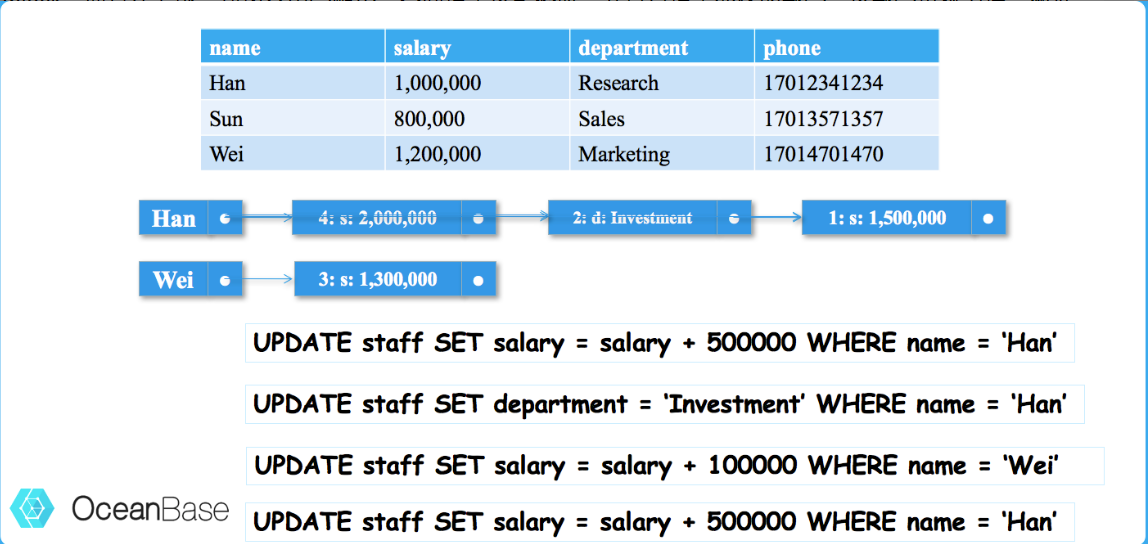 name salary department phone
Han 1,000,000 Research 17012341234
Sun 800,000 Sales 17013571357
Wei 1,200,000 Marketing 17014701470
Han 4: s: 2,000,000 2: d: Investment 1: s: 1,500,000
Wei 3: s: 1,300,000
UPDATE staff SET salary = salary + 500000 WHERE name = ‘Han’
UPDATE staff SET department = ‘Investment’ WHERE name = ‘Han’
UPDATE staff SET salary = salary + 100000 WHERE name = ‘Wei’
UPDATE staff SET salary = salary + 500000 WHERE name = ‘Han’
OceanBase